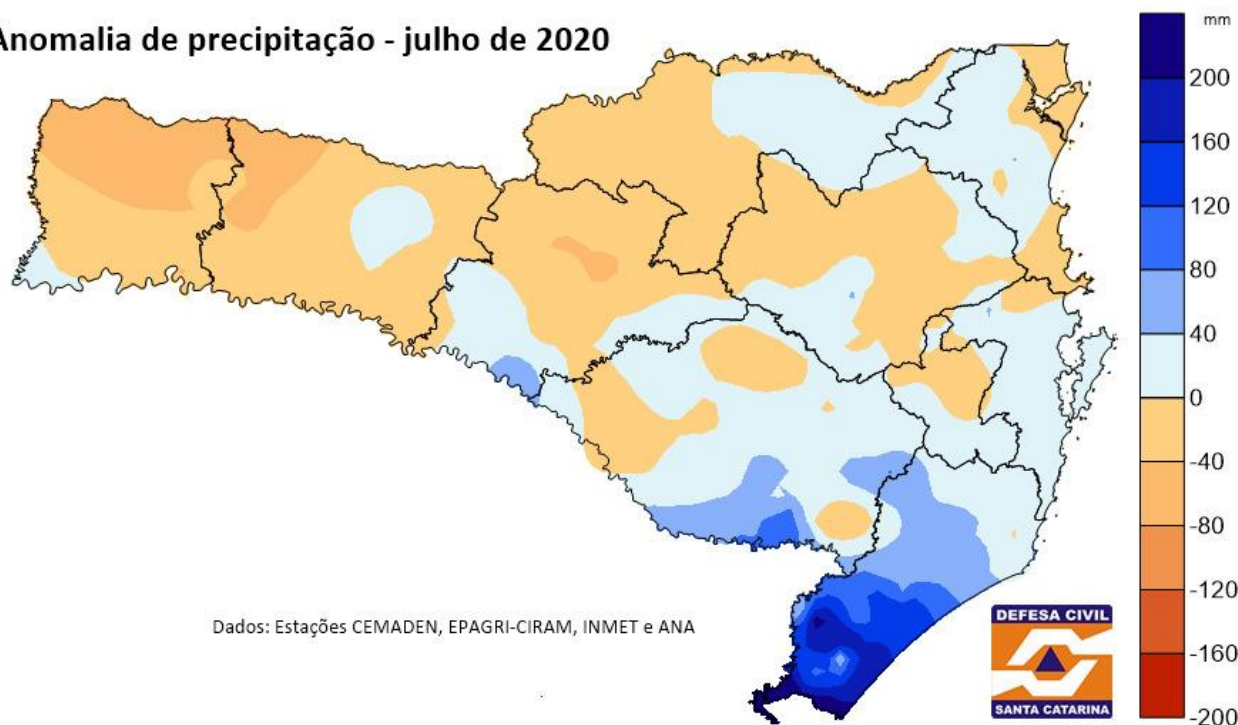 Anomalia de precipitação - julho de 2020
mm
200
160
120
80
40
0
-40
-80
-120
-160
-200
Dados: Estações CEMADEN, EPAGRI-CIRAM, INMET e ANA
DEFESA CIVIL
SANTA CATARINA